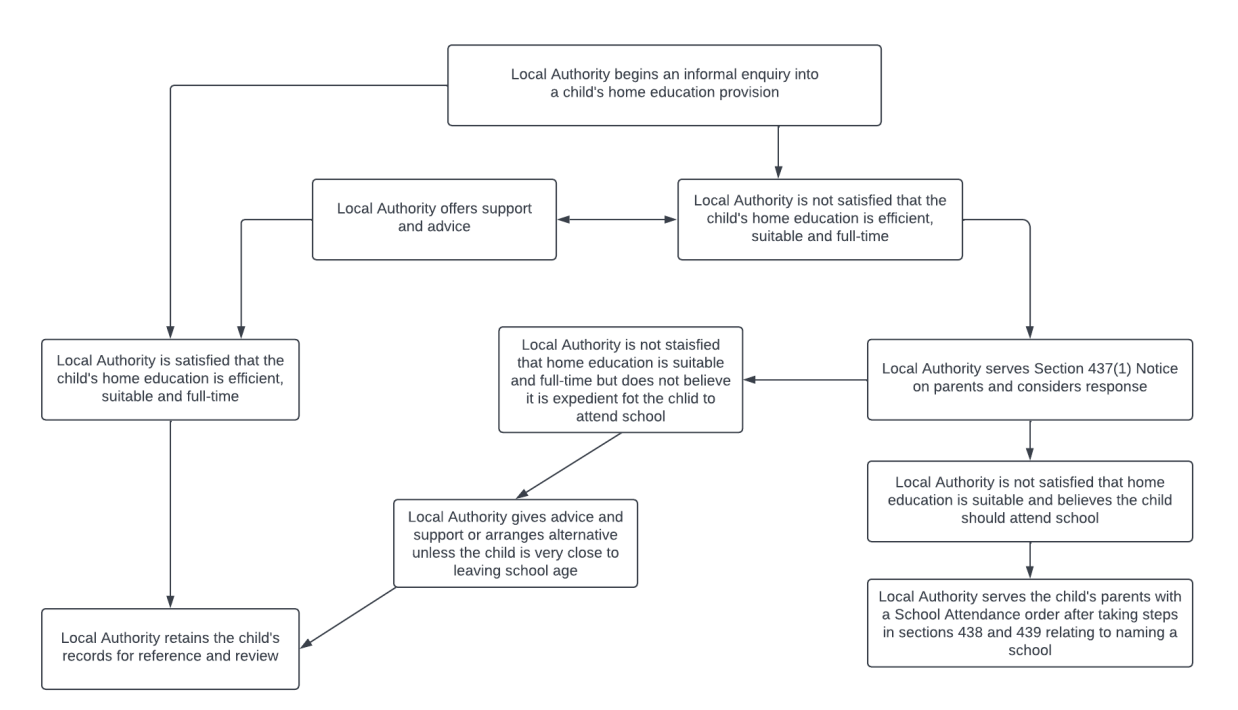 Local Authority begins an informal enquiry into
a child's home education provision
Local Authority offers support
and advice
Local Authority is not satisfied that the
child's home education is efficient,
suitable and full-time
Local Authority is satisfied that the
child's home education is efficient,
suitable and full-time
Local Authority is not staisfied
that home education is suitable
and full-time but does not believe
it is expedient fot the chlid to
attend school
Local Authority serves Section 437(1) Notice
on parents and considers response
Local Authority is not satisfied that home
education is suitable and believes the child
should attend school
Local Authority gives advice and
support or arranges alternative
unless the child is very close to
leaving school age
Local Authority serves the child's parents with
a School Attendance order after taking steps
in sections 438 and 439 relating to naming a
school
Local Authority retains the child's
records for reference and review